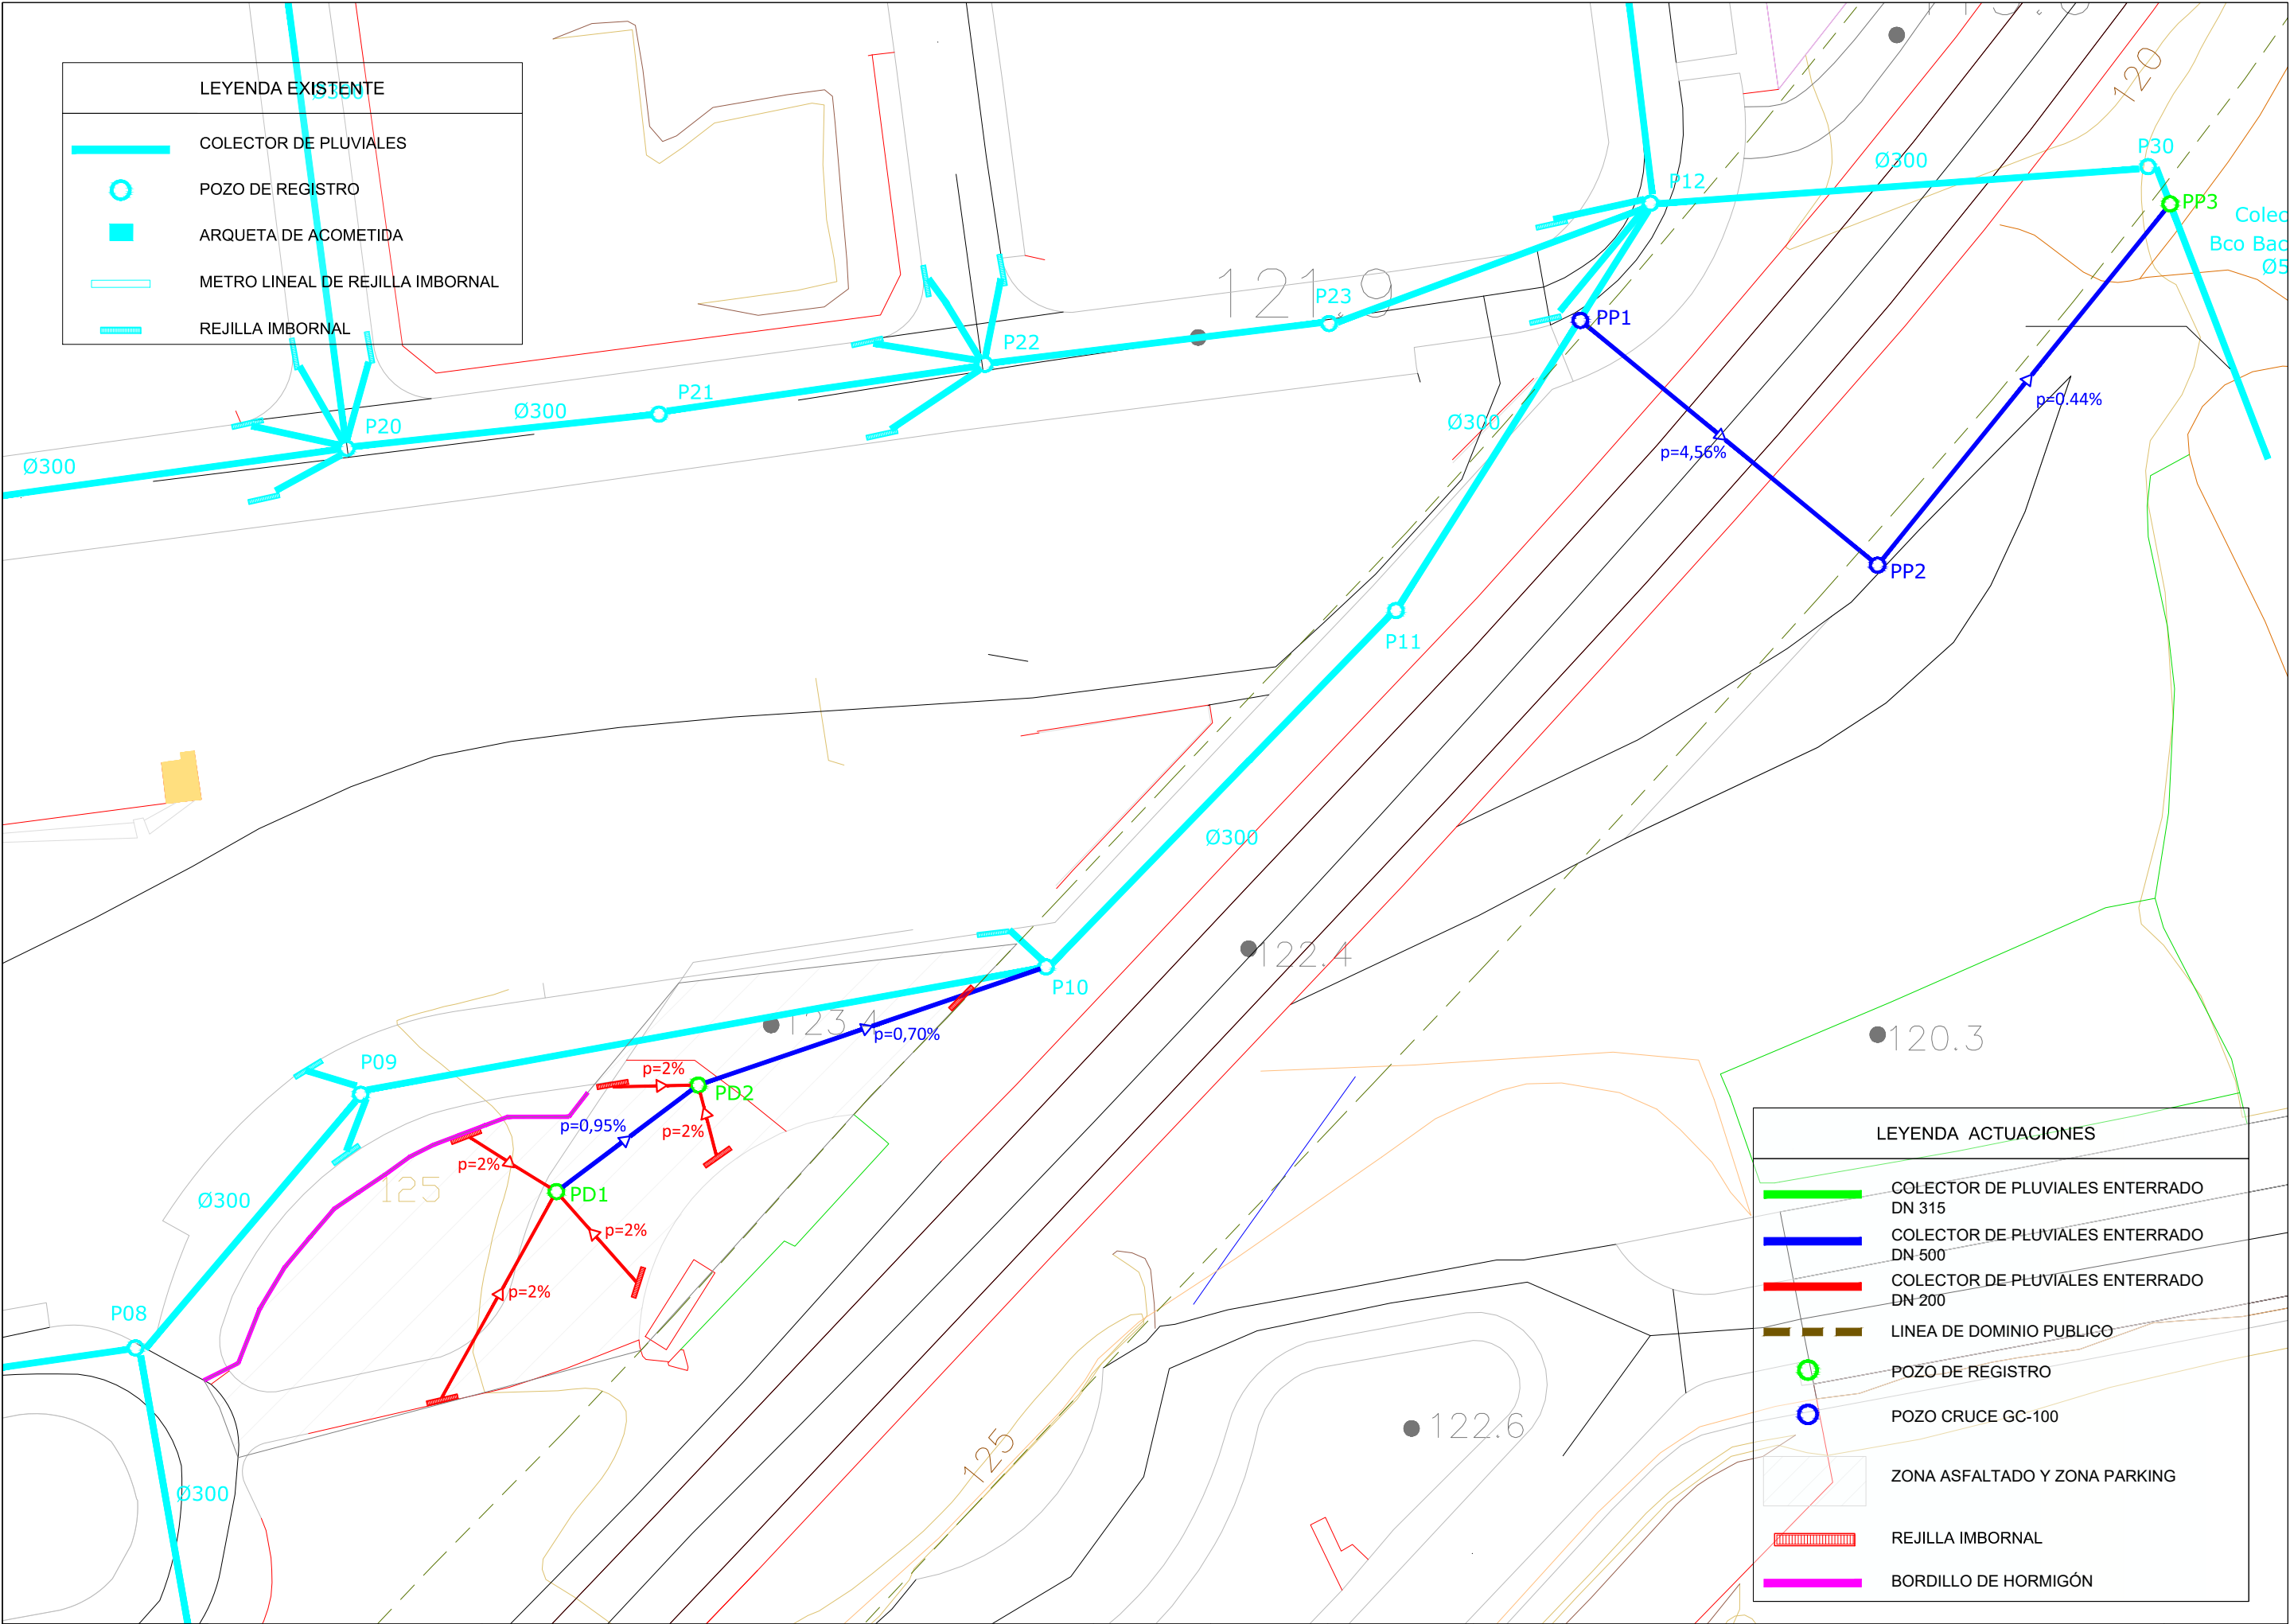 LEYENDA EXISTENTE
Ø300
COLECTOR DE PLUVIALES
POZO DE REGISTRO
ARQUETA DE ACOMETIDA
METRO LINEAL DE REJILLA IMBORNAL
REJILLA IMBORNAL
120
P30
Ø300
P12
PP3
Colec
Bco Bac
Ø5
121.9
P23
PP1
P22
P21
Ø300
P20
Ø300
Ø300
p=0.44%
p=4,56%
PP2
P11
Ø300
122.4
P10
123.4
p=0,70%
120.3
P09
p=2%
PD2
p=0,95%
p=2%
p=2%
125
PD1
Ø300
p=2%
p=2%
P08
122.6
125
Ø300
LEYENDA ACTUACIONES
COLECTOR DE PLUVIALES ENTERRADO
DN 315
COLECTOR DE PLUVIALES ENTERRADO
DN 500
COLECTOR DE PLUVIALES ENTERRADO
DN 200
LINEA DE DOMINIO PUBLICO
POZO DE REGISTRO
POZO CRUCE GC-100
ZONA ASFALTADO Y ZONA PARKING
REJILLA IMBORNAL
BORDILLO DE HORMIGÓN